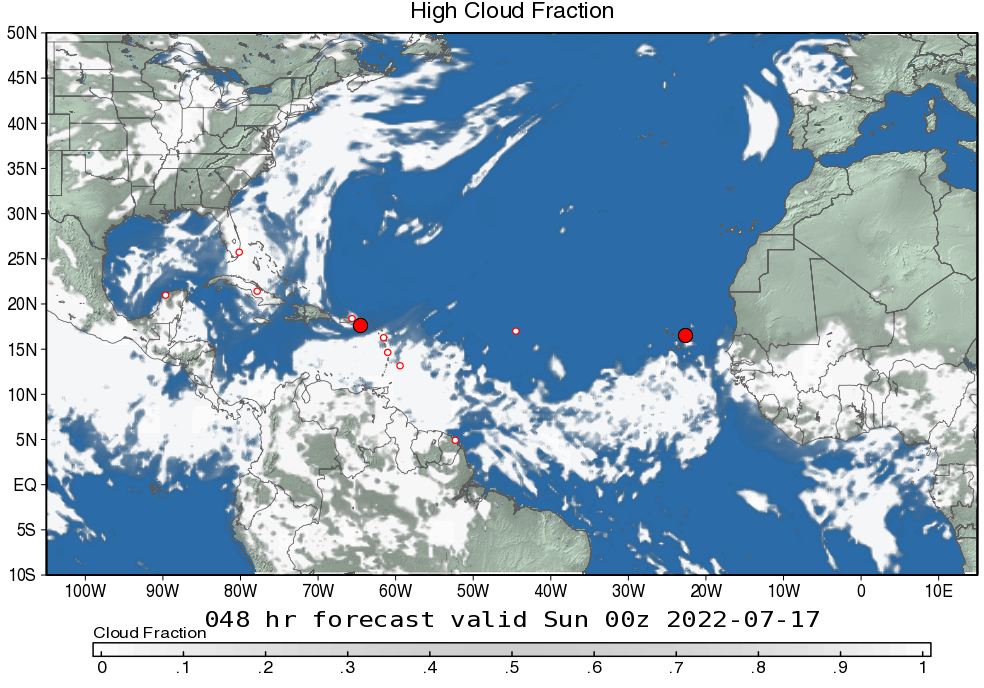 High Cloud Fraction
50N
45N
40N
35N
30N
25N
20N
15N
10N
5N
EQ
5S
10S
100W 90W 80W 70W 60W 50W 40W 30W 20W 10W 0 10E
048 hr forecast valid Sun 00z 2022-07-17
Cloud Fraction
0 .1 .2 .3 .4 .5 .6 .7 .8 .9 1